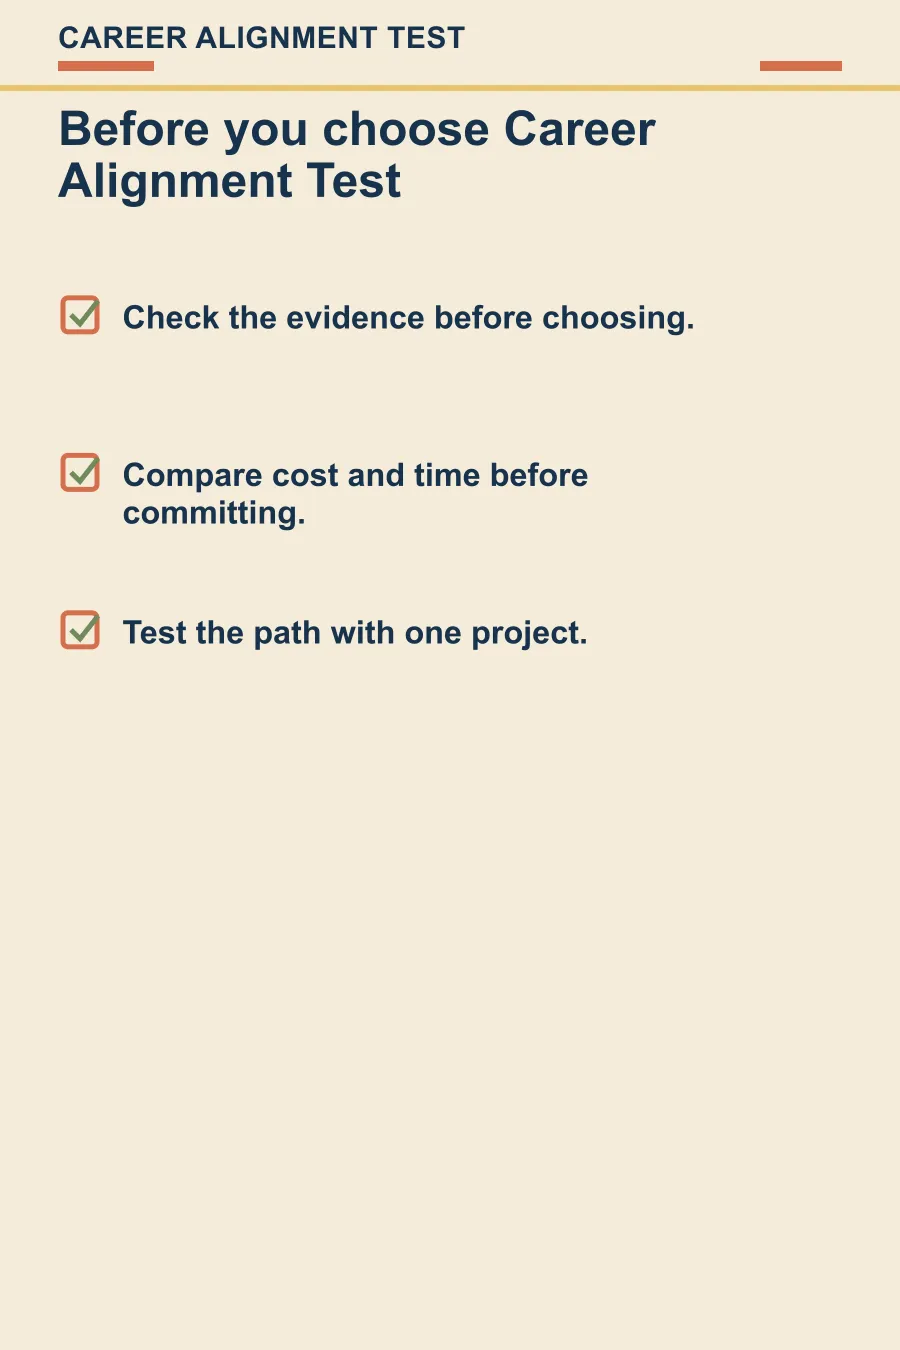 CAREER ALIGNMENT TEST
Before you choose Career
Alignment Test
Check the evidence before choosing.
Compare cost and time before
committing.
Test the path with one project.